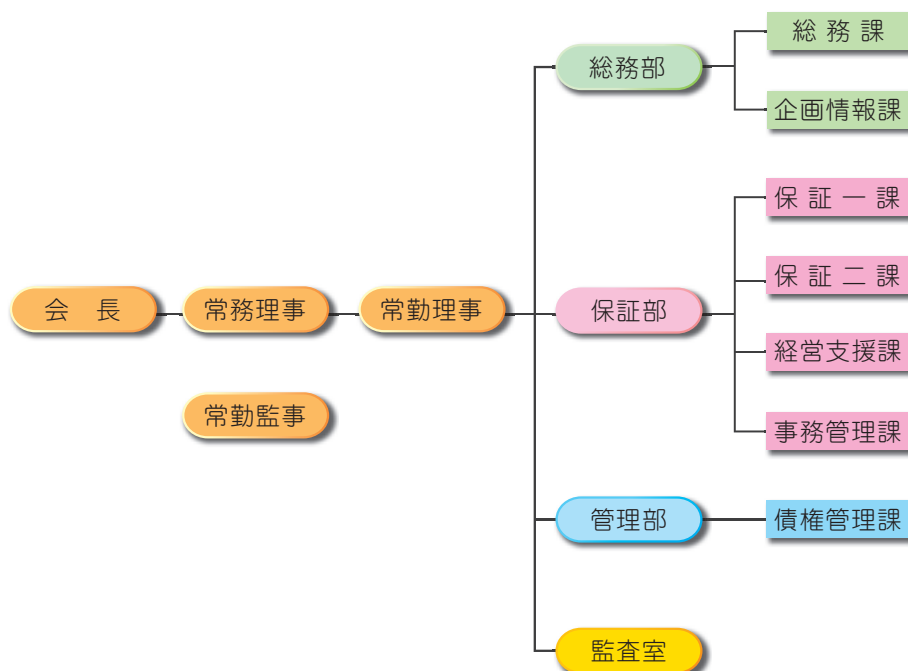 会長
常務理事
常勤理事
常勤監事
総務部
総務課
企画情報課
保証部
保証一課
保証二課
経営支援課
事務管理課
管理部
債権管理課
監査室